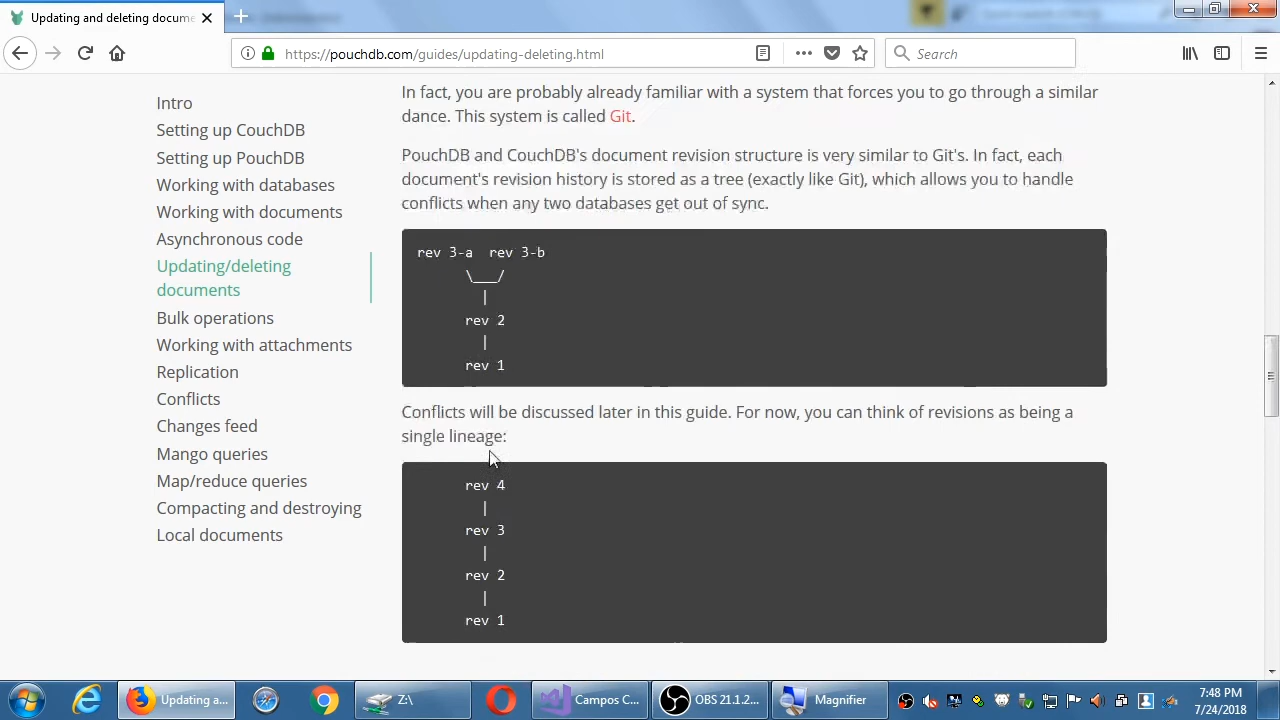 Updating and deleting docume
https://pouchdb.com/guides/updating-deleting.html
Search
Intro
Setting up CouchDB
Setting up PouchDB
Working with databases
Working with documents
Asynchronous code
Updating/deleting
documents
Bulk operations
Working with attachments
Replication
Conflicts
Changes feed
Mango queries
Map/reduce queries
Compacting and destroying
Local documents
In fact, you are probably already familiar with a system that forces you to go through a similar
dance. This system is called Git.
PouchDB and CouchDB's document revision structure is very similar to Git's. In fact, each
document's revision history is stored as a tree (exactly like Git), which allows you to handle
conflicts when any two databases get out of sync.
rev 3-a  rev 3-b
\___/
|
rev 2
|
rev 1
Conflicts will be discussed later in this guide. For now, you can think of revisions as being a
single lineage:
rev 4
|
rev 3
|
rev 2
|
rev 1
Updating a...
Z:\
Campos C...
OBS 21.1.2...
Magnifier
7:48 PM
7/24/2018